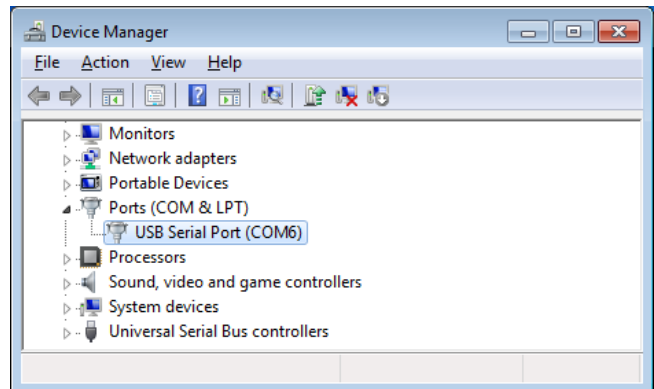 Device Manager
File Action View Help
Monitors
Network adapters
Portable Devices
Ports (COM & LPT)
USB Serial Port (COM6)
Processors
Sound, video and game controllers
System devices
Universal Serial Bus controllers